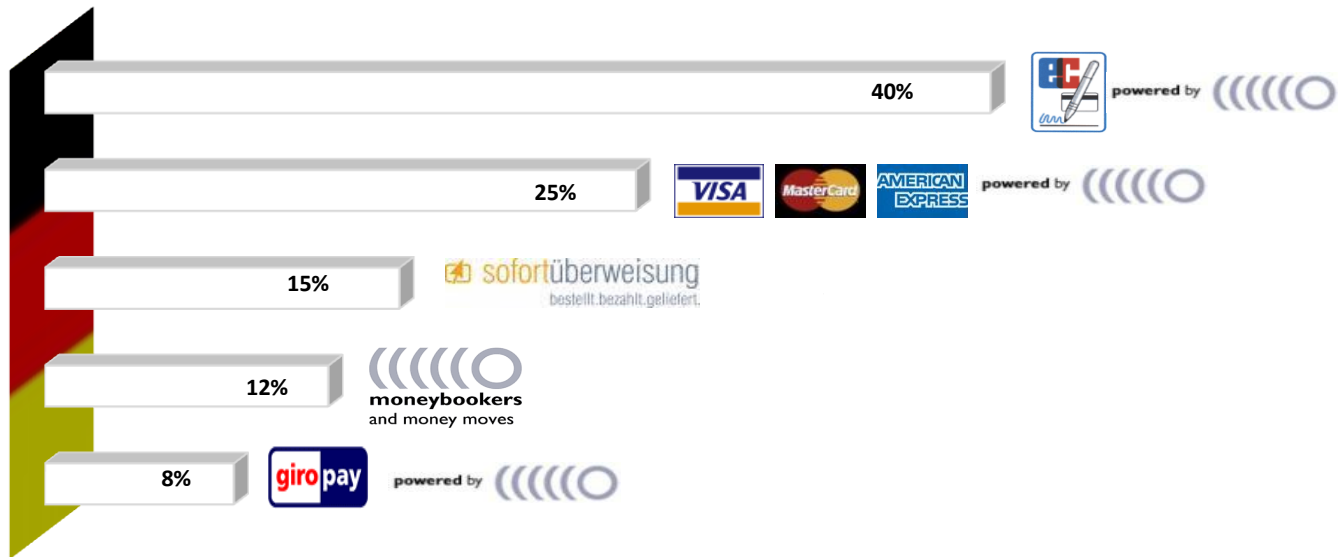 40%
ec
powered by
25%
VISA
MasterCard
AMERICAN
EXPRESS
powered by
15%
sofortüberweisung
bestellt.bezahlt.geliefert.
12%
moneybookers
and money moves
8%
giropay
powered by